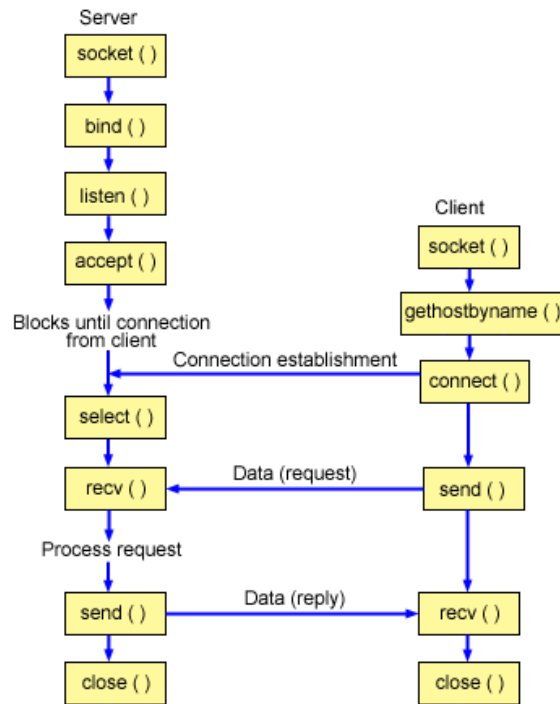 Server
socket ( )
bind ( )
listen ( )
Client
accept ( )
socket ( )
gethostbyname ( )
Blocks until connection
from client
Connection establishment
connect ( )
select ( )
recv ( )
Data (request)
send ( )
Process request
send ( )
Data (reply)
recv ( )
close ( )
close ( )